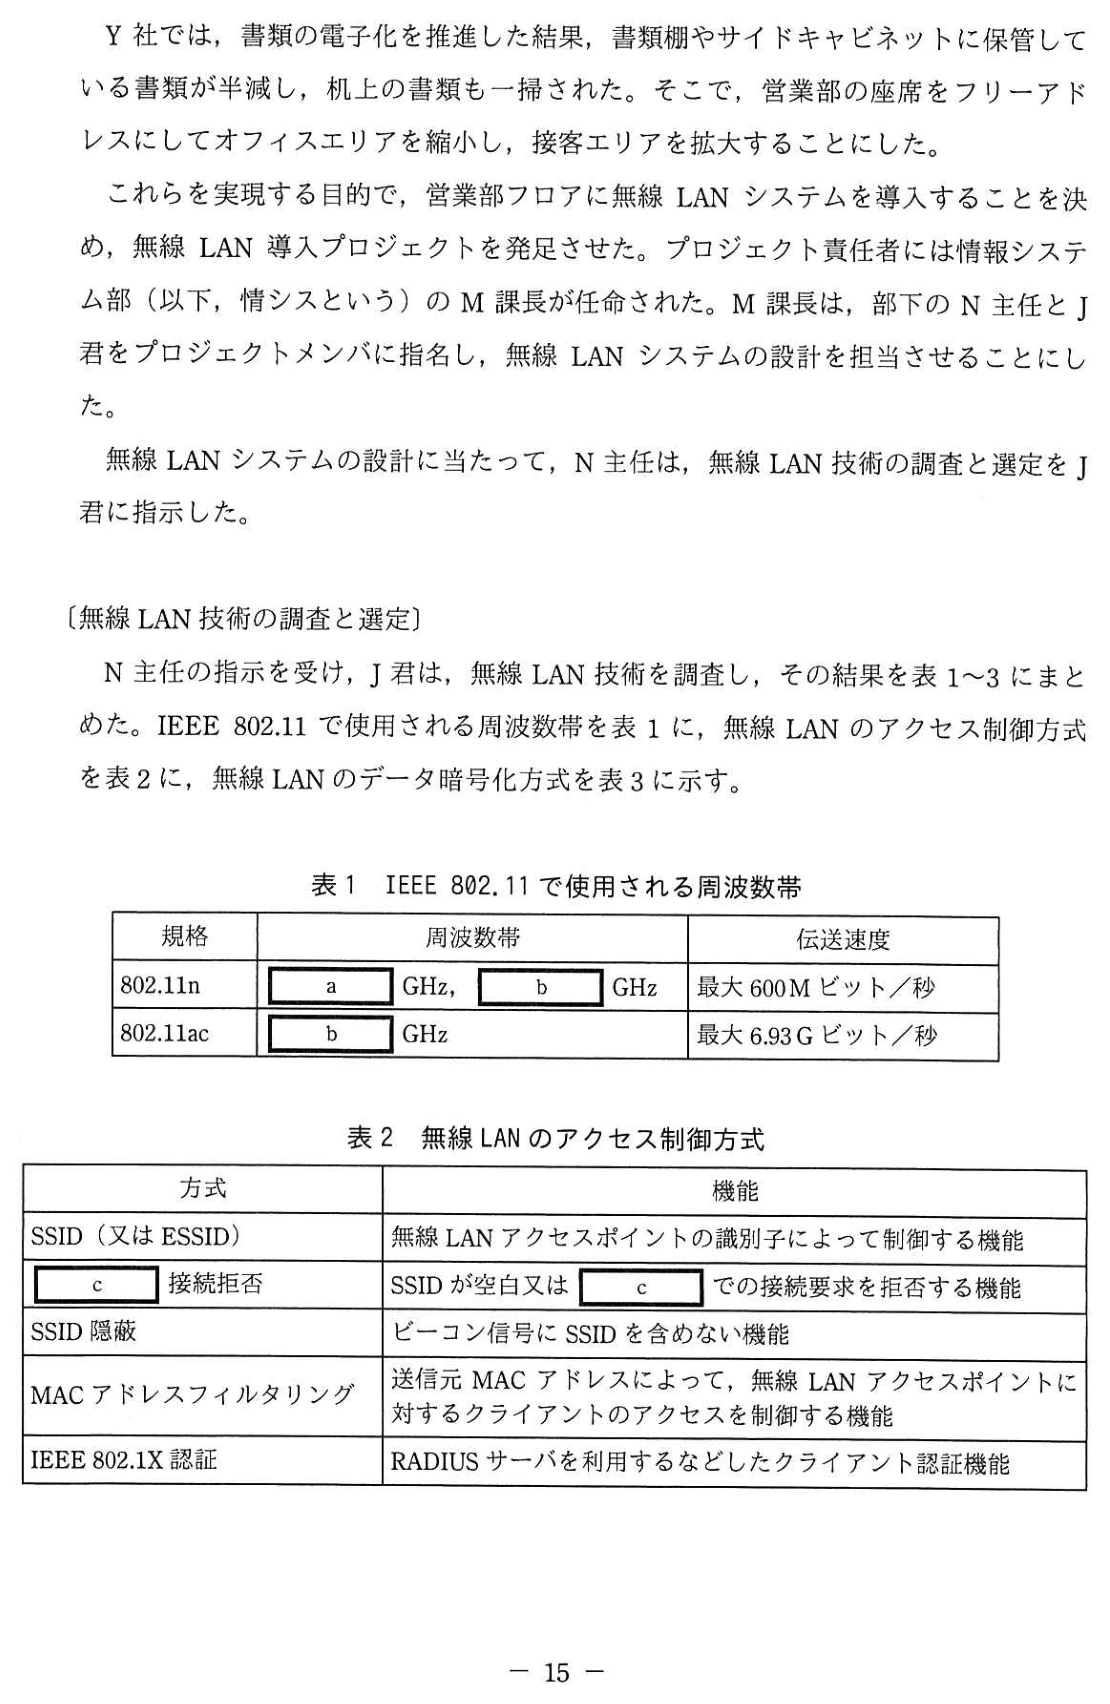 Y 社では，書類の電子化を推進した結果，書類棚やサイドキャビネットに保管して
いる書類が半減し，机上の書類も一掃された。そこで，営業部の座席をフリーアド
レスにしてオフィスエリアを縮小し，接客エリアを拡大することにした。
これらを実現する目的で，営業部フロアに無線 LAN システムを導入することを決
め，無線 LAN 導入プロジェクトを発足させた。プロジェクト責任者には情報システ
ム部（以下，情シスという）の M 課長が任命された。M 課長は，部下の N 主任と J
君をプロジェクトメンバに指名し，無線 LAN システムの設計を担当させることにし
た。
無線 LAN システムの設計に当たって，N 主任は，無線 LAN 技術の調査と選定を J
君に指示した。
〔無線 LAN 技術の調査と選定〕
N 主任の指示を受け，J 君は，無線 LAN 技術を調査し，その結果を表 1～3 にまと
めた。IEEE 802.11 で使用される周波数帯を表 1 に，無線 LAN のアクセス制御方式
を表 2 に，無線 LAN のデータ暗号化方式を表 3 に示す。
表 1　IEEE 802.11 で使用される周波数帯
規格 周波数帯 伝送速度
802.11n a GHz， b GHz 最大 600 M ビット／秒
802.11ac b GHz 最大 6.93 G ビット／秒
表 2　無線 LAN のアクセス制御方式
方式 機能
SSID（又は ESSID） 無線 LAN アクセスポイントの識別子によって制御する機能
c 接続拒否 SSID が空白又は c での接続要求を拒否する機能
SSID 隠蔽 ビーコン信号に SSID を含めない機能
MAC アドレスフィルタリング 送信元 MAC アドレスによって，無線 LAN アクセスポイントに
対するクライアントのアクセスを制御する機能
IEEE 802.1X 認証 RADIUS サーバを利用するなどしたクライアント認証機能
－ 15 －